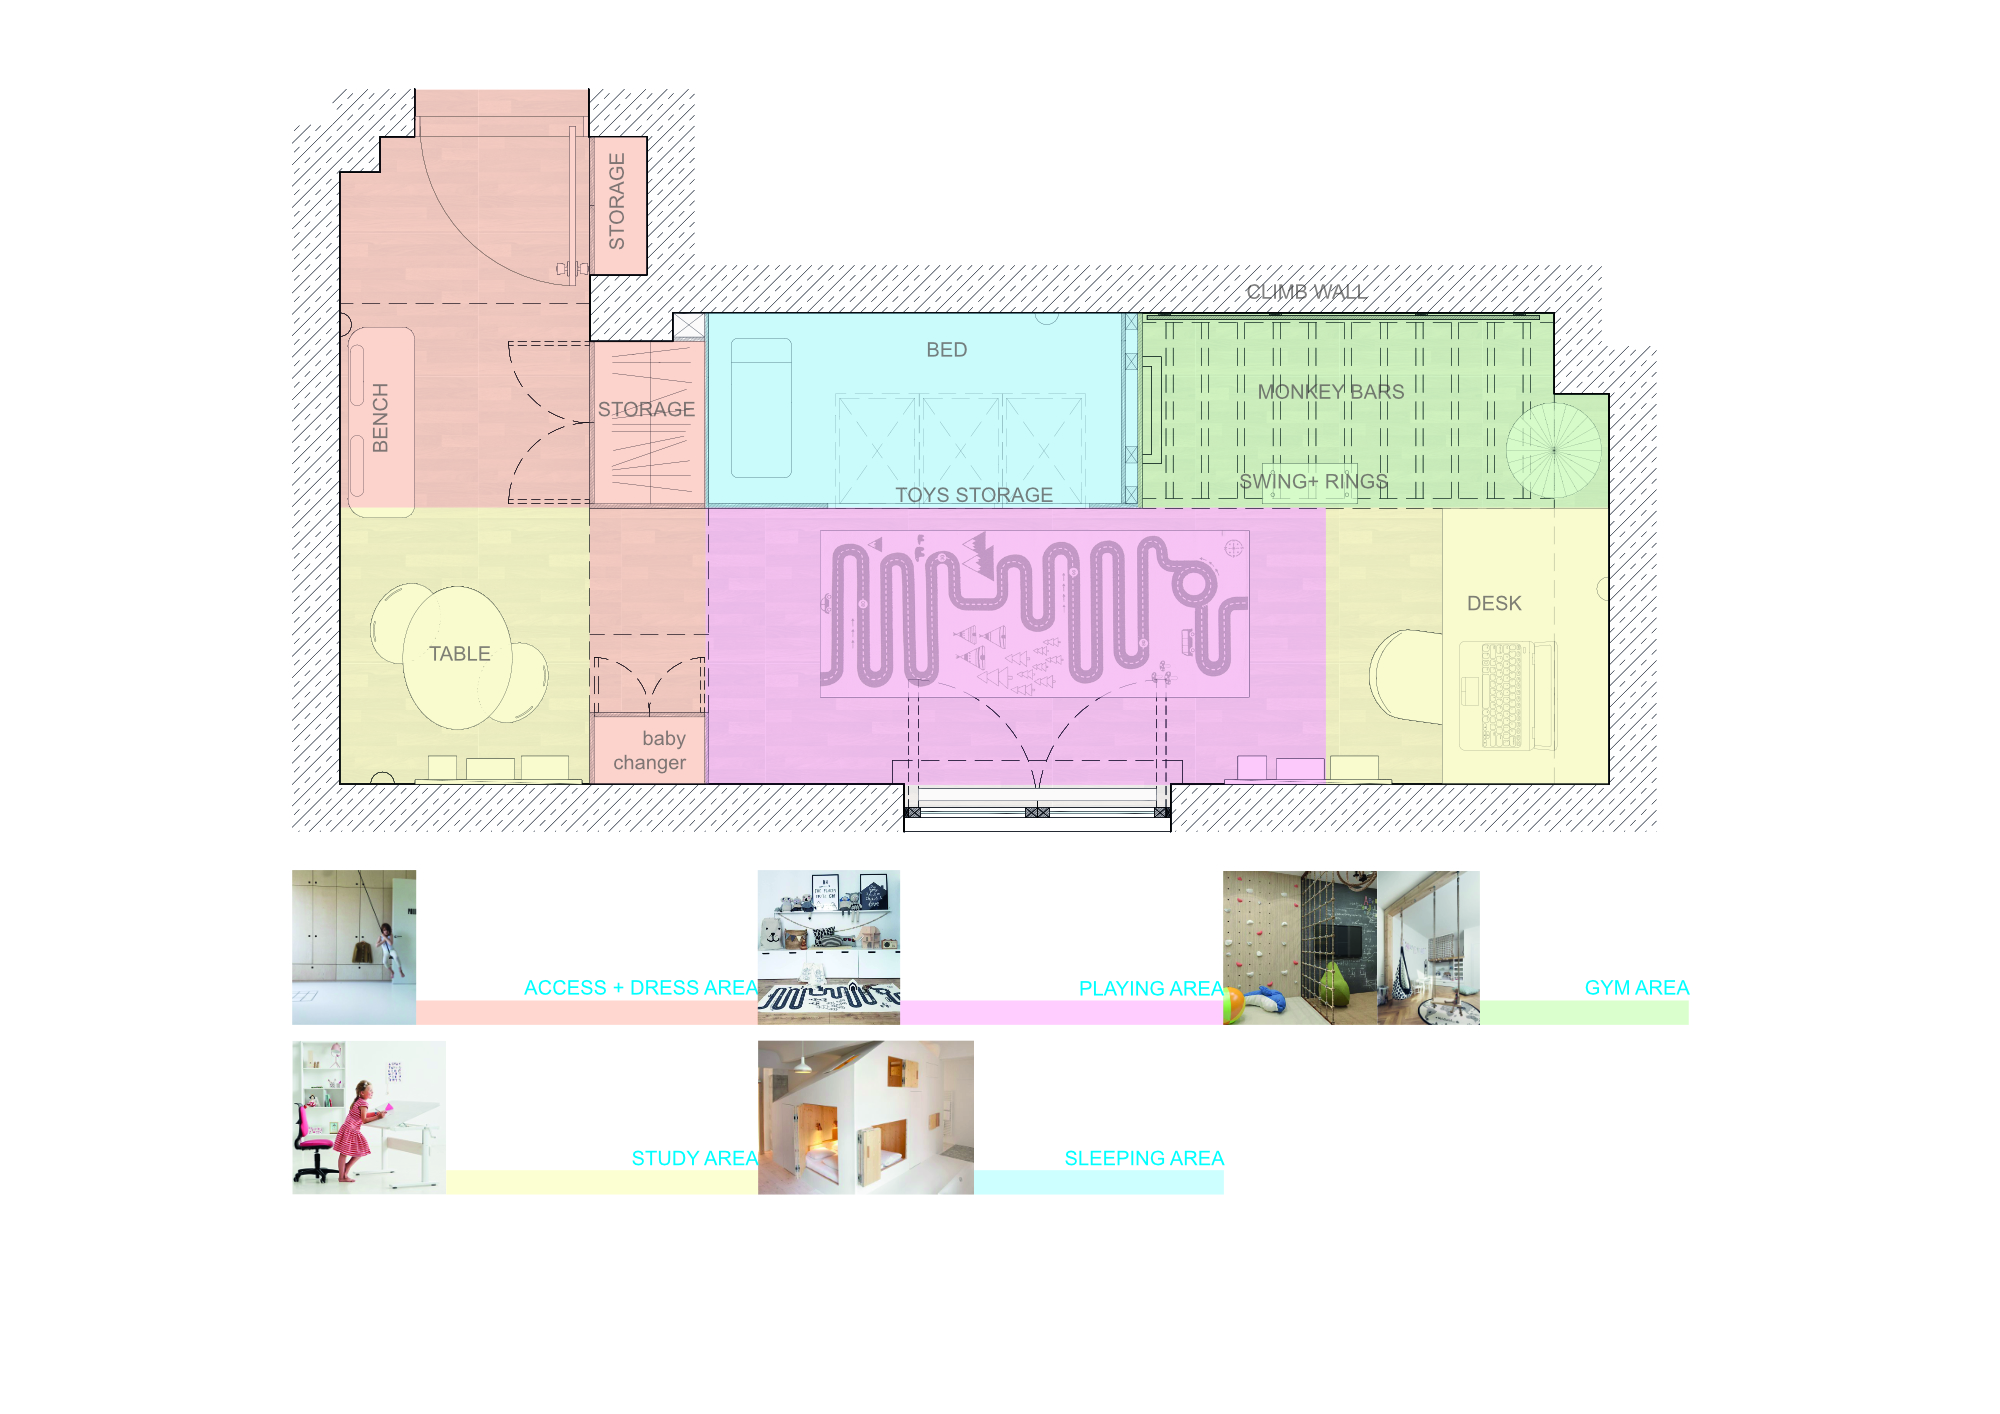 STORAGE
CLIMB WALL
BED
MONKEY BARS
BENCH
STORAGE
SWING+ RINGS
TOYS STORAGE
DESK
TABLE
baby
changer
ACCESS + DRESS AREA
PLAYING AREA
GYM AREA
STUDY AREA
SLEEPING AREA